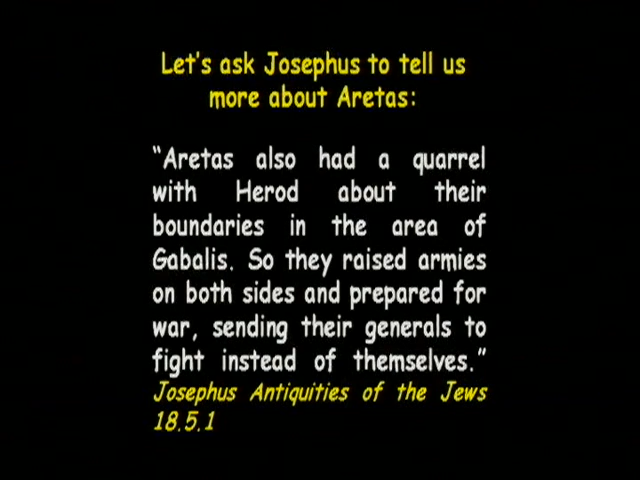 Let's ask Josephus to tell us
more about Aretas:
"Aretas also had a quarrel
with Herod about their
boundaries in the area of
Gabalis. So they raised armies
on both sides and prepared for
war, sending their generals to
fight instead of themselves."
Josephus Antiquities of the Jews
18.5.1